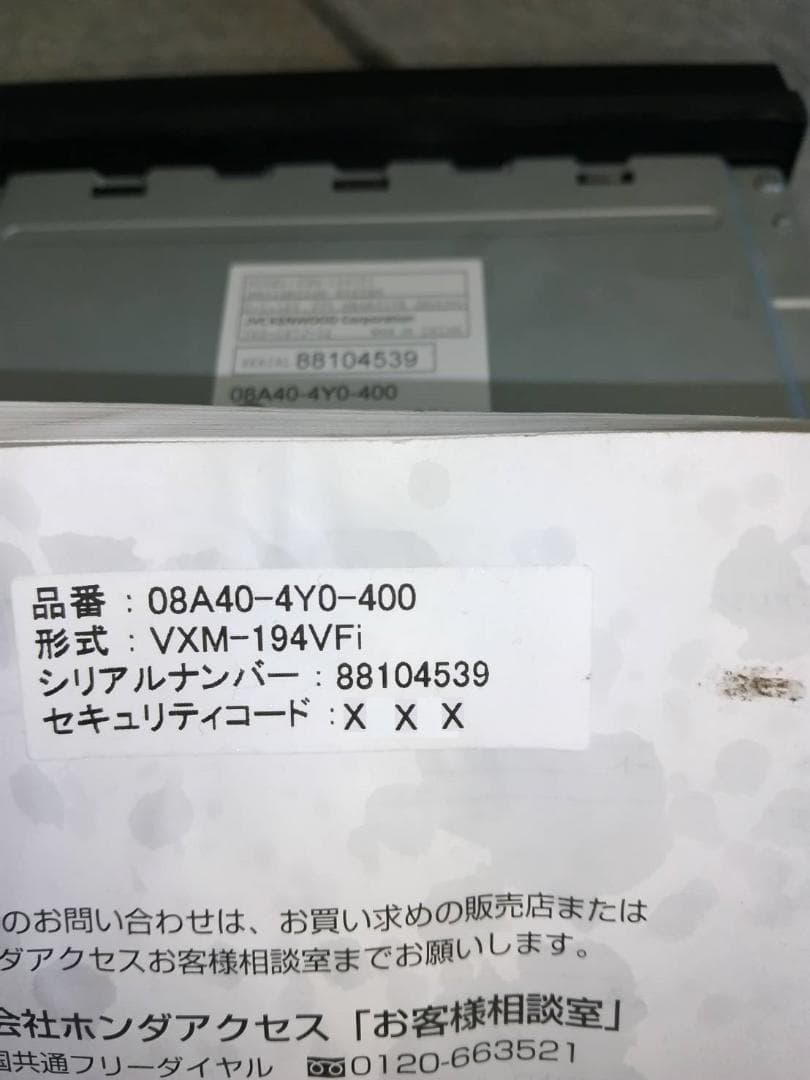 JVCKENWOOD Corporation
SERIAL 88104539
08A40-4Y0-400
品番 : 08A40-4Y0-400
形式 : VXM-194VFi
シリアルナンバー : 88104539
セキュリティコード : X X X
のお問い合わせは、お買い求めの販売店または
ダアクセスお客様相談室までお願いします。
会社ホンダアクセス「お客様相談室」
国共通フリーダイヤル 0120-663521